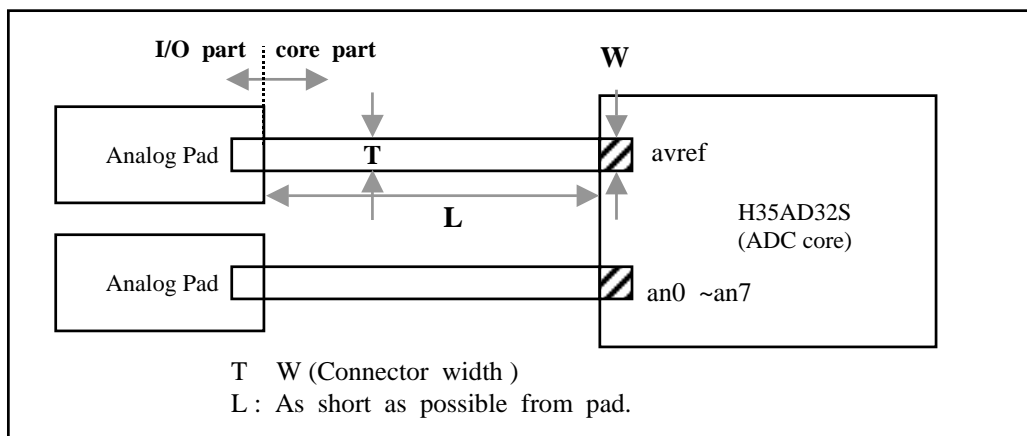 I/O part core part
W
Analog Pad
T
avref
L
H35AD32S
(ADC core)
Analog Pad
an0 ~an7
T W (Connector width )
L : As short as possible from pad.